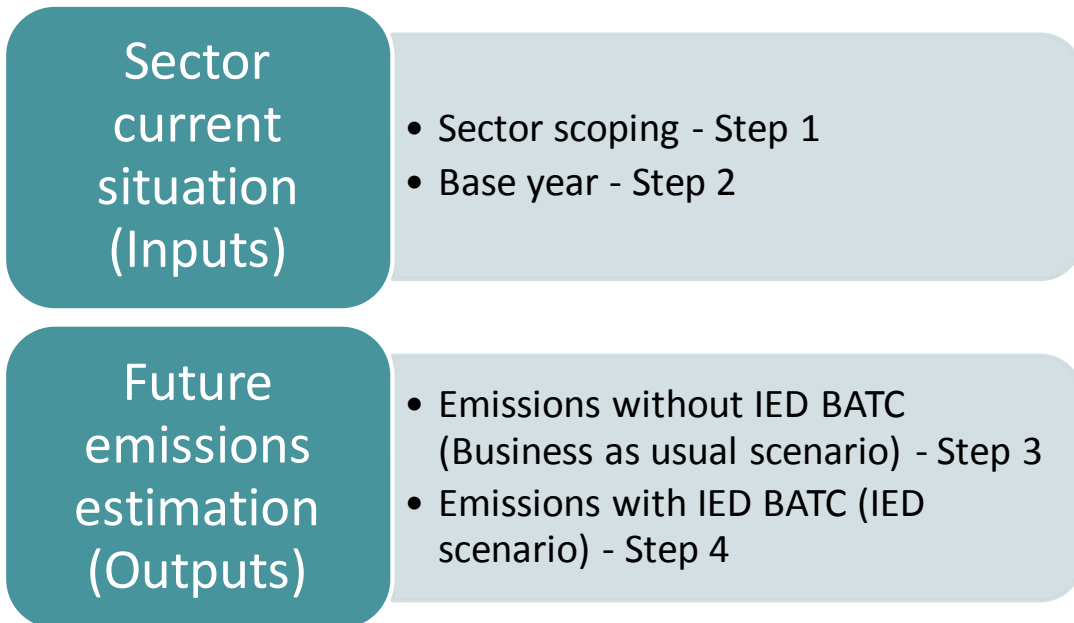 Sector
current
situation
(Inputs)
• Sector scoping - Step 1
• Base year - Step 2
Future
emissions
estimation
(Outputs)
• Emissions without IED BATC
(Business as usual scenario) - Step 3
• Emissions with IED BATC (IED
scenario) - Step 4